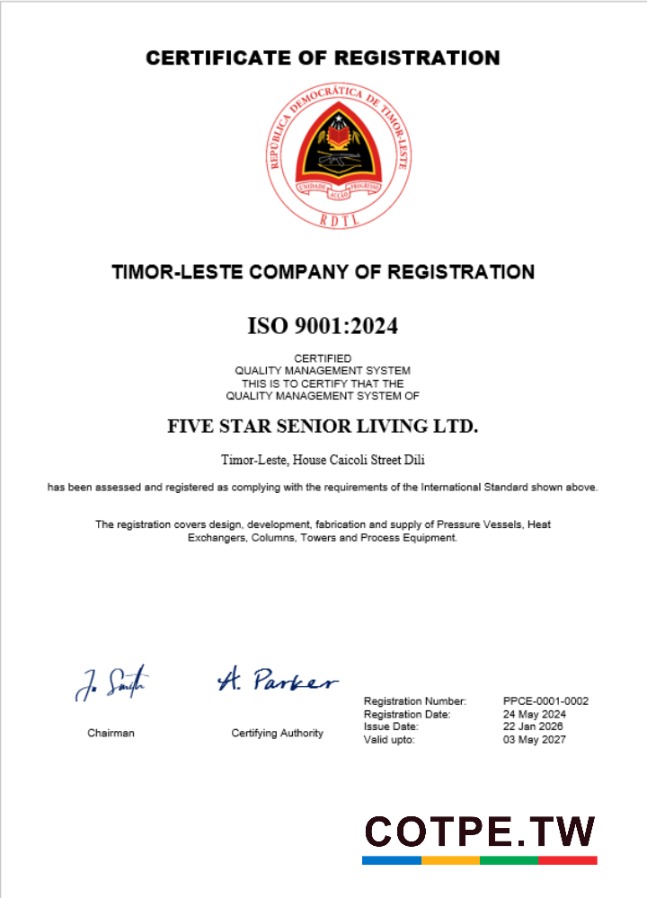 CERTIFICATE OF REGISTRATION
REPÚBLICA DEMOCRÁTICA DE TIMOR-LESTE
UNIDADE ACÇÃO PROGRESSO
RDTL
TIMOR-LESTE COMPANY OF REGISTRATION
ISO 9001:2024
CERTIFIED
QUALITY MANAGEMENT SYSTEM
THIS IS TO CERTIFY THAT THE
QUALITY MANAGEMENT SYSTEM OF
FIVE STAR SENIOR LIVING LTD.
Timor-Leste, House Caicoli Street Dili
has been assessed and registered as complying with the requirements of the International Standard shown above.
The registration covers design, development, fabrication and supply of Pressure Vessels, Heat
Exchangers, Columns, Towers and Process Equipment.
Jo Smith
A. Parker
Chairman
Certifying Authority
Registration Number: PPCE-0001-0002
Registration Date: 24 May 2024
Issue Date: 22 Jan 2026
Valid upto: 03 May 2027
COTPE.TW